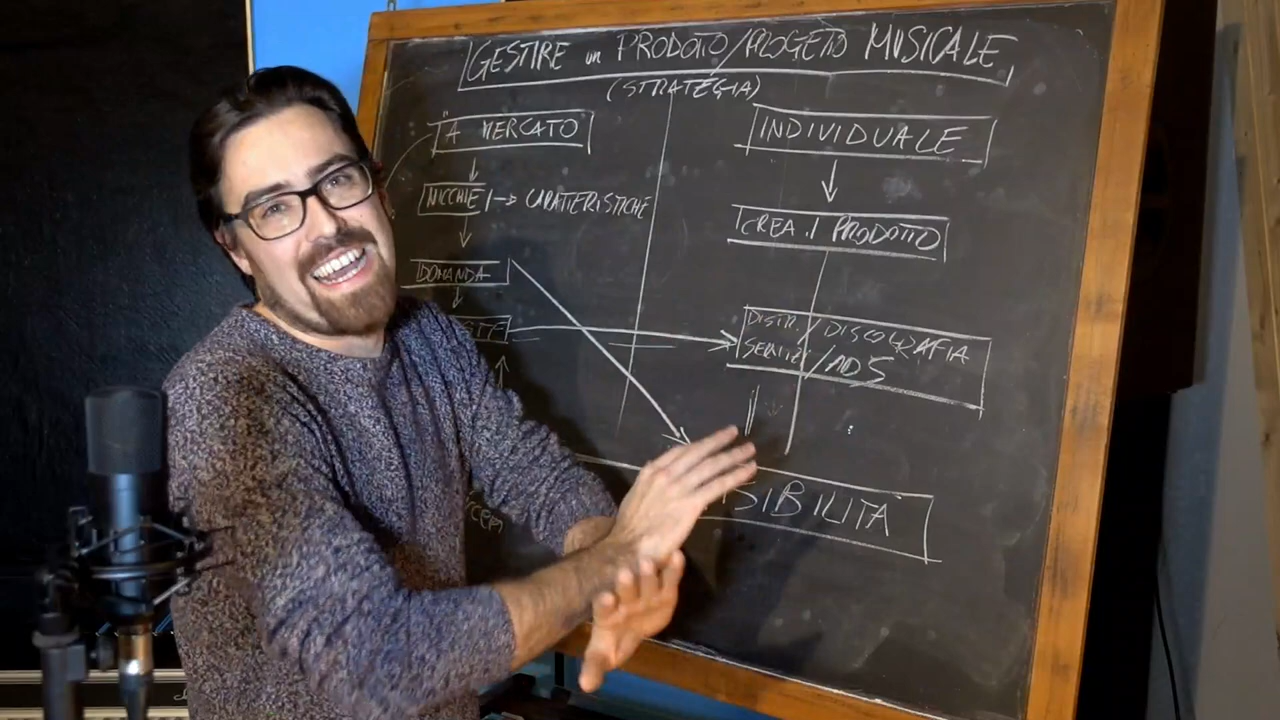 GESTIRE un PRODOTTO/PROGETTO MUSICALE
(STRATEGIA)
A MERCATO
NICCHIE → CARATTERISTICHE
DOMANDA
INDIVIDUALE
CREA IL PRODOTTO
DISTR. / DISCOGRAFIA
SERVIZI / ADS
SIBILITA